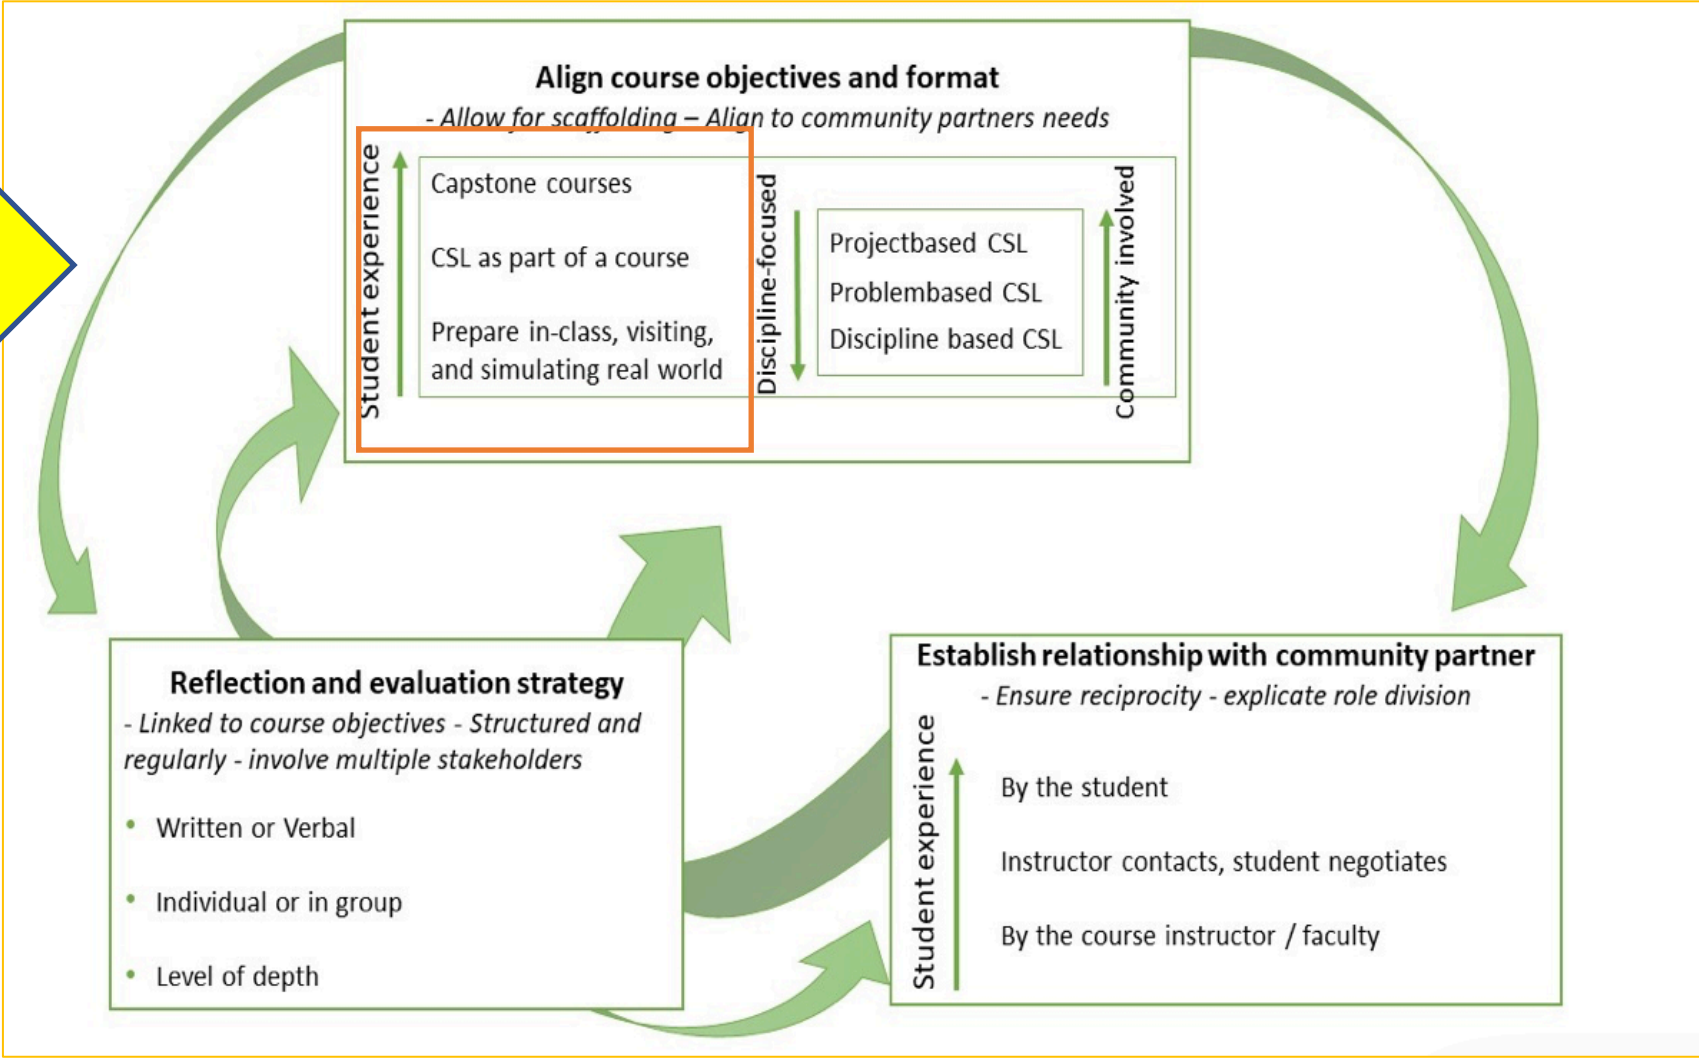 Align course objectives and format
- Allow for scaffolding – Align to community partners needs
Student experience
Capstone courses
CSL as part of a course
Prepare in-class, visiting,
and simulating real world
Discipline-focused
Projectbased CSL
Problembased CSL
Discipline based CSL
Community involved
Reflection and evaluation strategy
- Linked to course objectives - Structured and
regularly - involve multiple stakeholders
• Written or Verbal
• Individual or in group
• Level of depth
Establish relationship with community partner
- Ensure reciprocity - explicate role division
Student experience
By the student
Instructor contacts, student negotiates
By the course instructor / faculty